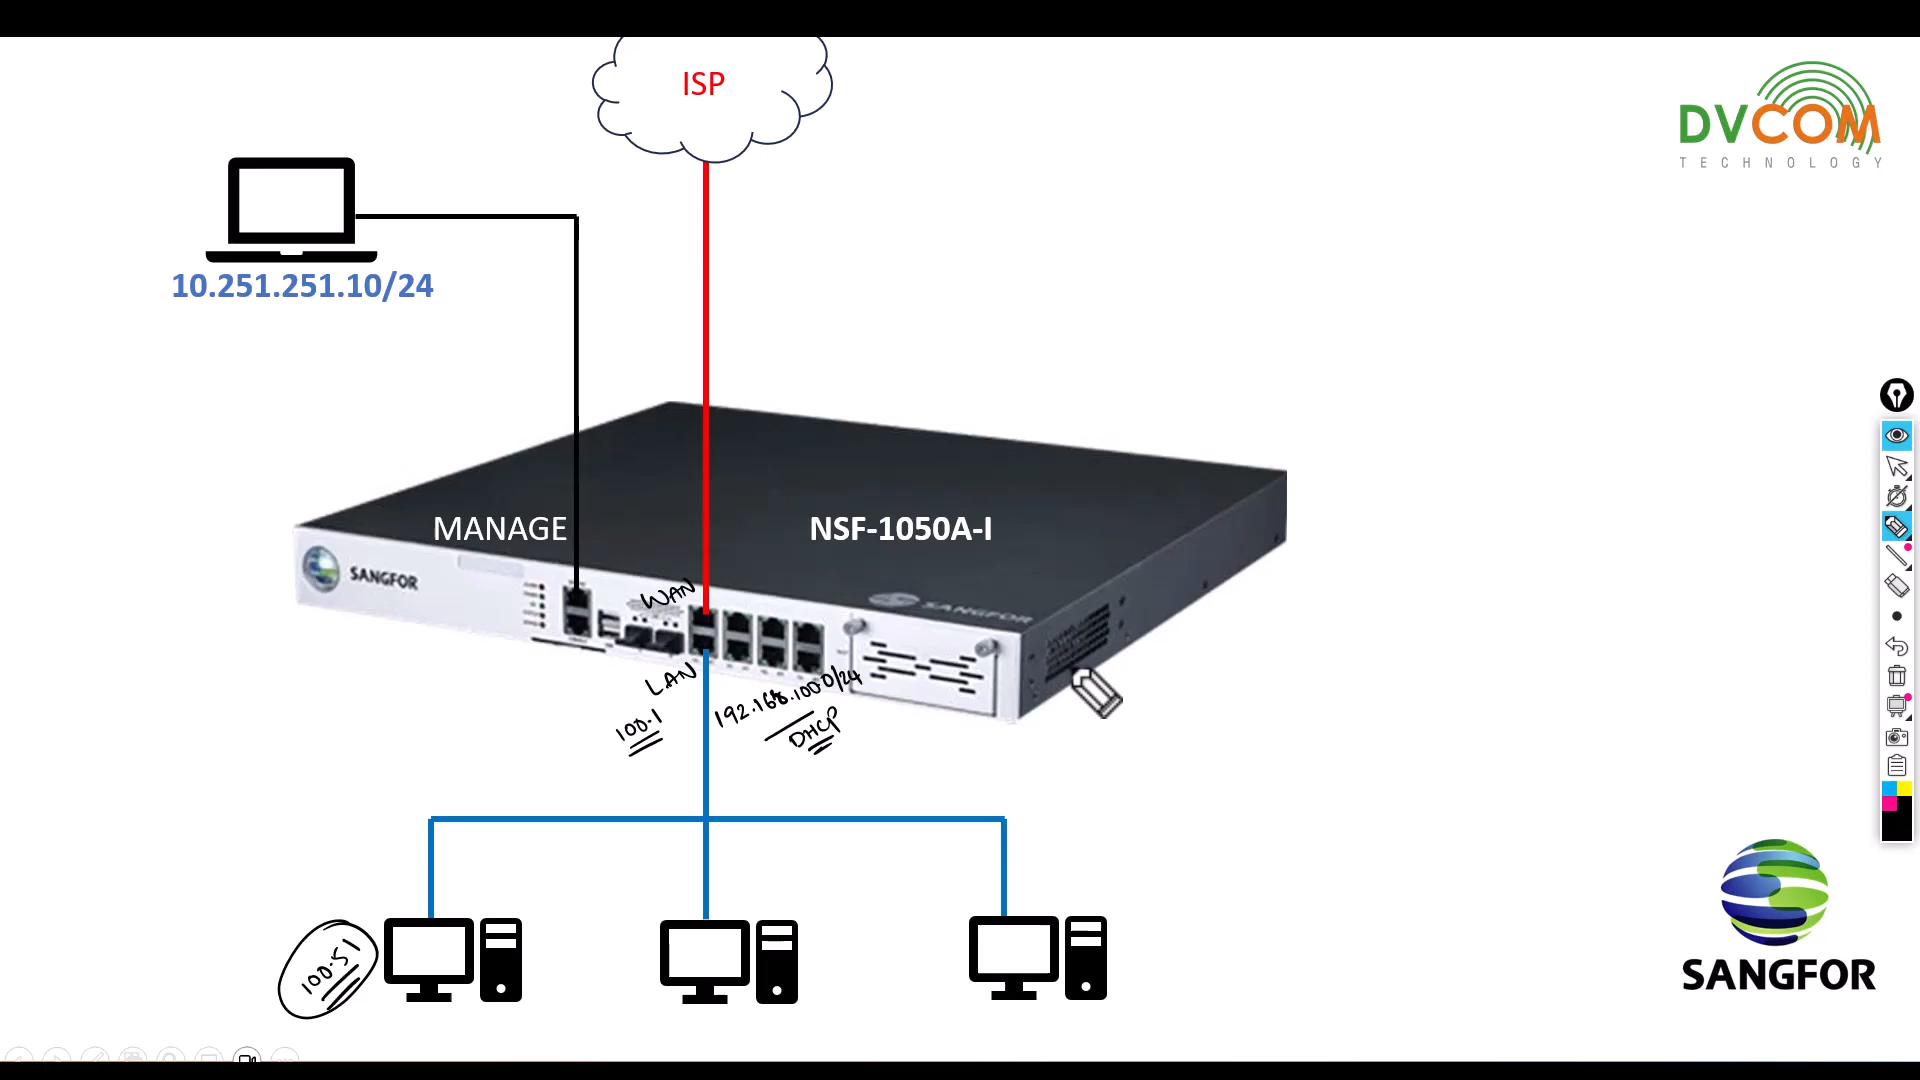 ISP
DVCOM
TECHNOLOGY
10.251.251.10/24
MANAGE
NSF-1050A-I
SANGFOR
SANGFOR
WAN
LAN
192.168.100.0/24
100.1
DHCP
100.51
SANGFOR